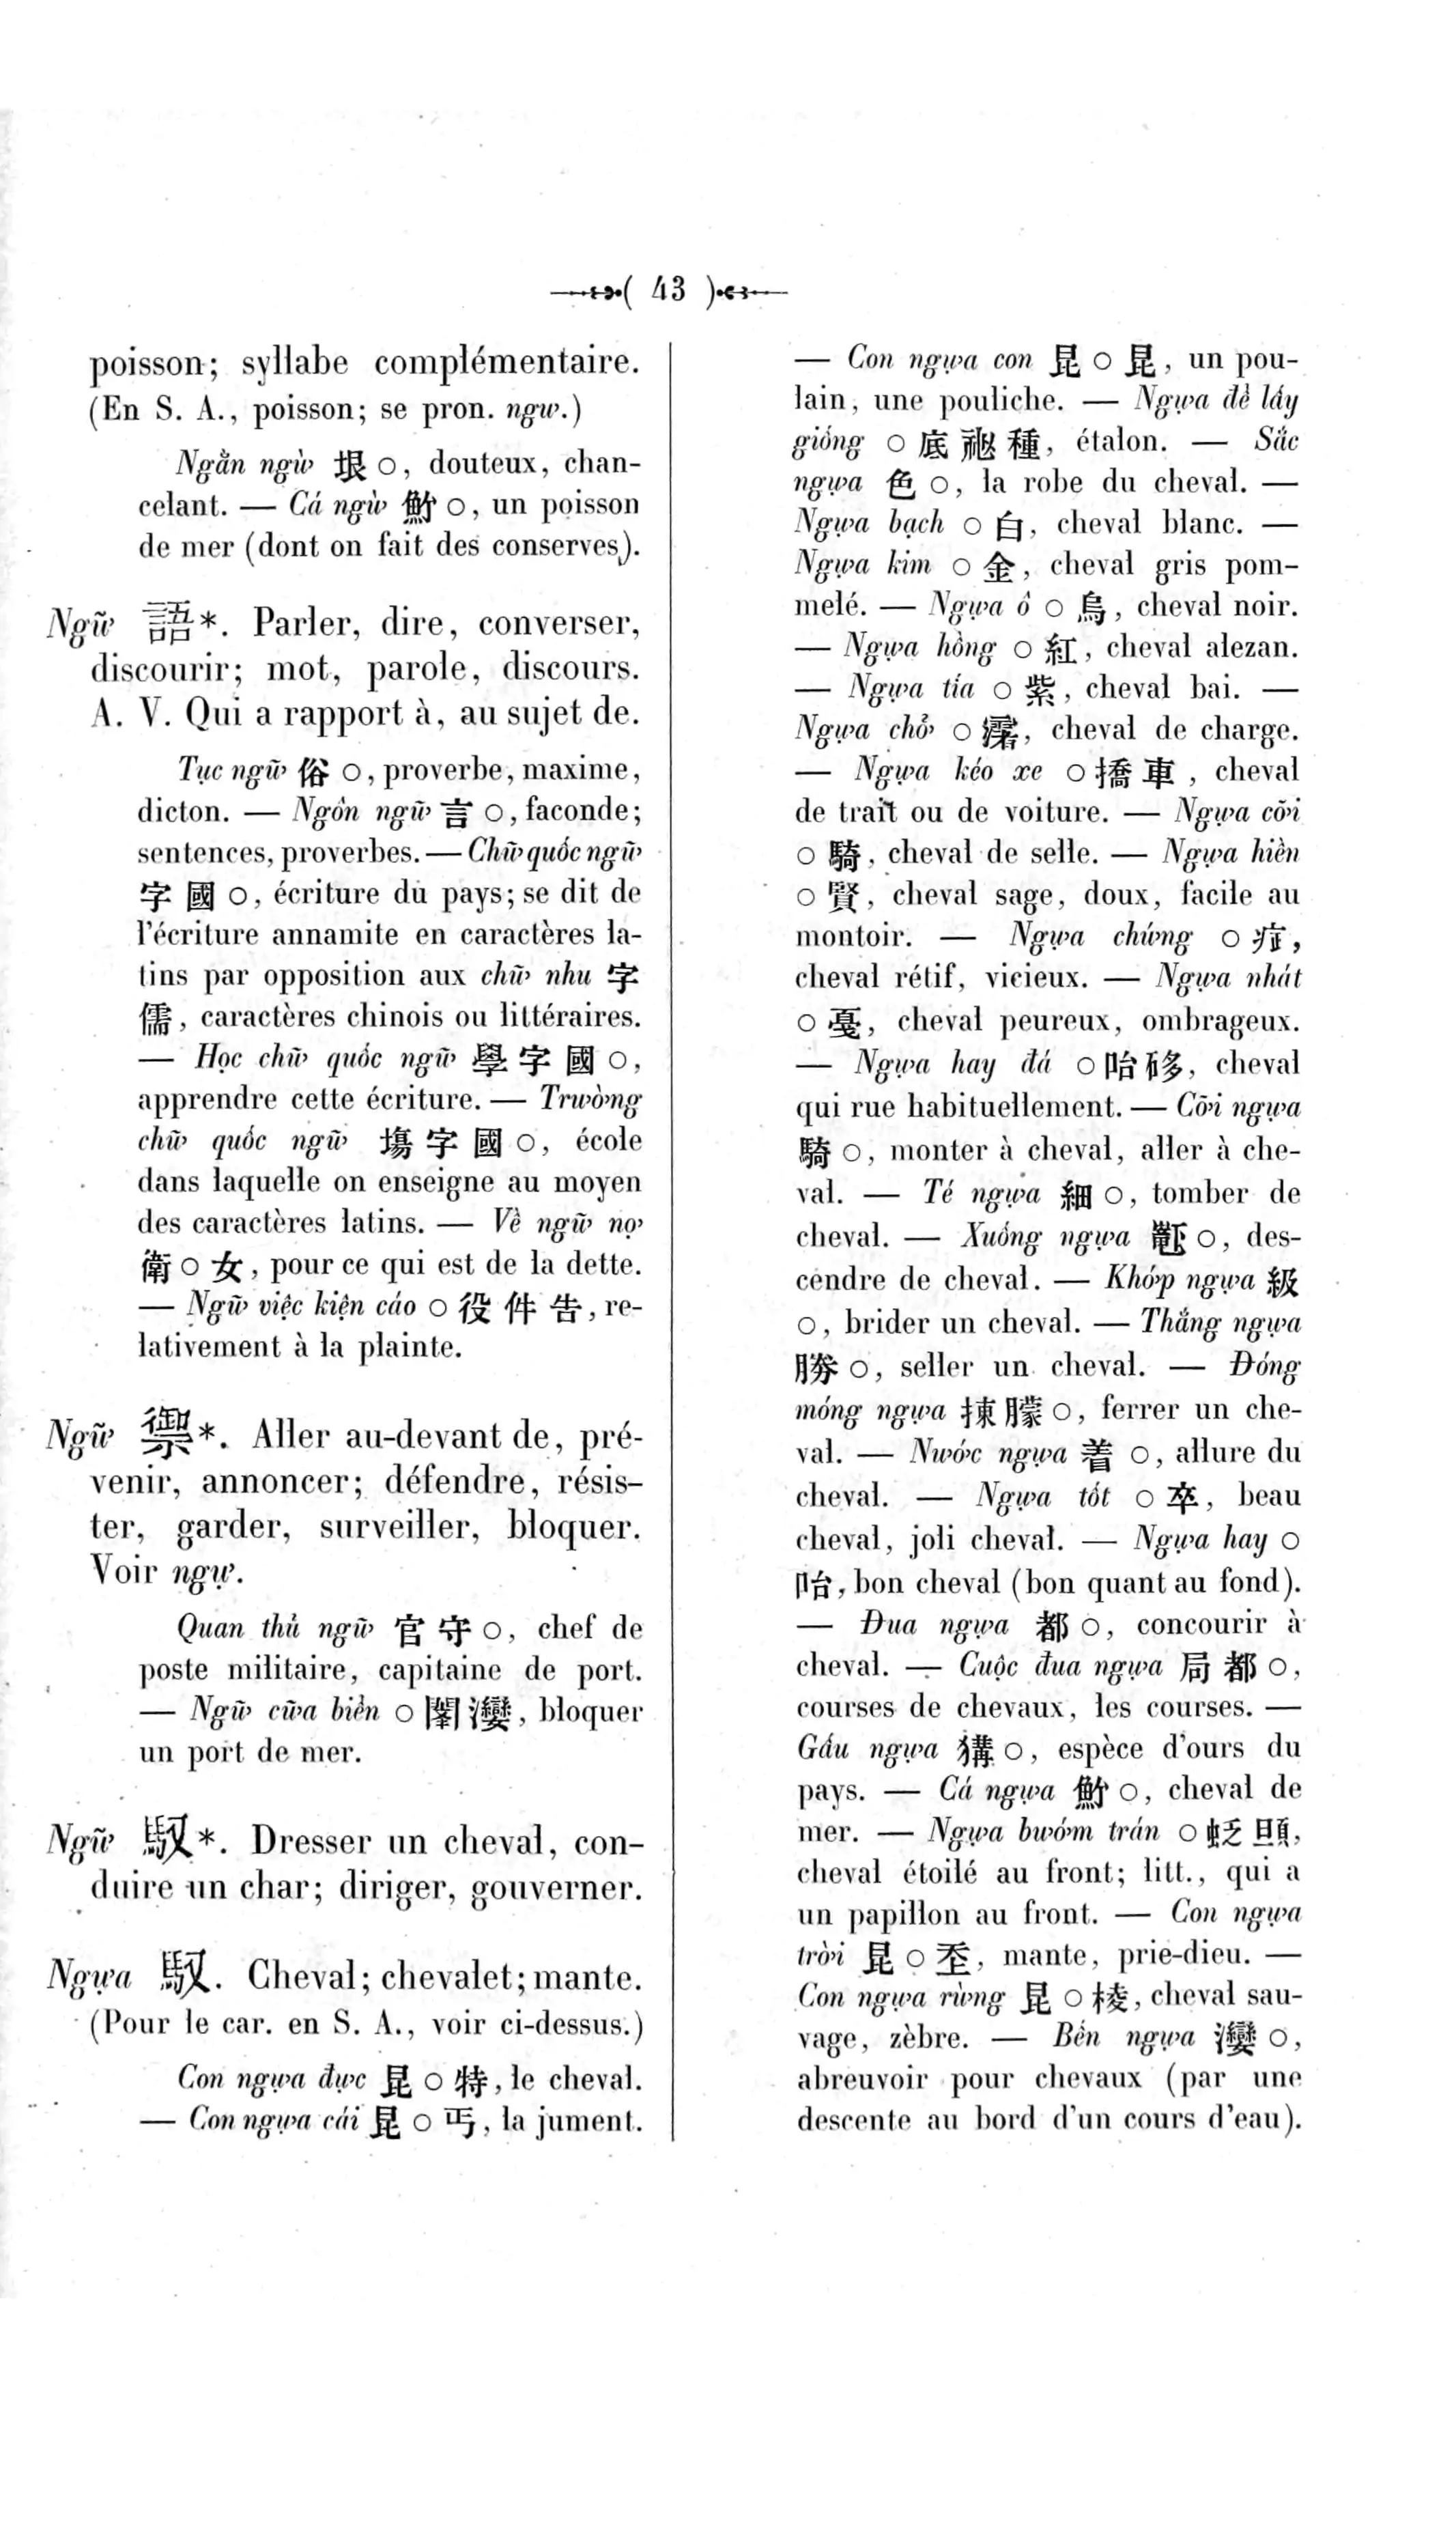 ( 43 )
poisson; syllabe complémentaire.
(En S. A., poisson; se pron. ngư.)
Ngằn ngừ 垠 ○, douteux, chan-
celant. — Cá ngừ 𩵜 ○, un poisson
de mer (dont on fait des conserves).
Ngữ 語*. Parler, dire, converser,
discourir; mot, parole, discours.
A. V. Qui a rapport à, au sujet de.
Tục ngữ 俗 ○, proverbe, maxime,
dicton. — Ngôn ngữ 言 ○, faconde;
sentences, proverbes. — Chữ quốc ngữ
字 國 ○, écriture du pays; se dit de
l'écriture annamite en caractères la-
tins par opposition aux chữ nhu 字
儒, caractères chinois ou littéraires.
— Học chữ quốc ngữ 學 字 國 ○,
apprendre cette écriture. — Trường
chữ quốc ngữ 塲 字 國 ○, école
dans laquelle on enseigne au moyen
des caractères latins. — Về ngữ nợ
衛 ○ 女, pour ce qui est de la dette.
— Ngữ việc kiện cáo ○ 役 件 告, re-
lativement à la plainte.
Ngữ 禦*. Aller au-devant de, pré-
venir, annoncer; défendre, résis-
ter, garder, surveiller, bloquer.
Voir ngự.
Quan thủ ngữ 官 守 ○, chef de
poste militaire, capitaine de port.
— Ngữ cữa biển ○, bloquer
un port de mer.
Ngữ 馭*. Dresser un cheval, con-
duire un char; diriger, gouverner.
Ngựa 馭. Cheval; chevalet; mante.
(Pour le car. en S. A., voir ci-dessus.)
Con ngựa đực 昆 ○ 特, le cheval.
— Con ngựa cái 昆 ○ 丐, la jument.
— Con ngựa con 昆 ○ 昆, un pou-
lain, une pouliche. — Ngựa để lấy
giống ○ 底 𥙩 種, étalon. — Sắc
ngựa 色 ○, la robe du cheval. —
Ngựa bạch ○ 白, cheval blanc. —
Ngựa kim ○ 金, cheval gris pom-
melé. — Ngựa ô ○ 烏, cheval noir.
— Ngựa hồng ○ 紅, cheval alezan.
— Ngựa tía ○ 紫, cheval bai. —
Ngựa chở ○, cheval de charge.
— Ngựa kéo xe ○ 撟 車, cheval
de trait ou de voiture. — Ngựa cỡi
○ 騎, cheval de selle. — Ngựa hiền
○ 賢, cheval sage, doux, facile au
montoir. — Ngựa chứng ○ 症,
cheval rétif, vicieux. — Ngựa nhát
○ 戞, cheval peureux, ombrageux.
— Ngựa hay đá ○ 咍, cheval
qui rue habituellement. — Cỡi ngựa
騎 ○, monter à cheval, aller à che-
val. — Té ngựa 細 ○, tomber de
cheval. — Xuống ngựa ○, des-
cendre de cheval. — Khớp ngựa 級
○, brider un cheval. — Thắng ngựa
勝 ○, seller un cheval. — Đóng
móng ngựa 揀 朦 ○, ferrer un che-
val. — Nước ngựa 着 ○, allure du
cheval. — Ngựa tốt ○ 卒, beau
cheval, joli cheval. — Ngựa hay ○
咍, bon cheval (bon quant au fond).
— Đua ngựa 都 ○, concourir à
cheval. — Cuộc đua ngựa 局 都 ○,
courses de chevaux, les courses. —
Gấu ngựa ○, espèce d'ours du
pays. — Cá ngựa 𩵜 ○, cheval de
mer. — Ngựa bướm trán ○,
cheval étoilé au front; litt., qui a
un papillon au front. — Con ngựa
trời 昆 ○ 𡗶, mante, prie-dieu. —
Con ngựa rừng 昆 ○ 棱, cheval sau-
vage, zèbre. — Bến ngựa ○,
abreuvoir pour chevaux (par une
descente au bord d'un cours d'eau).